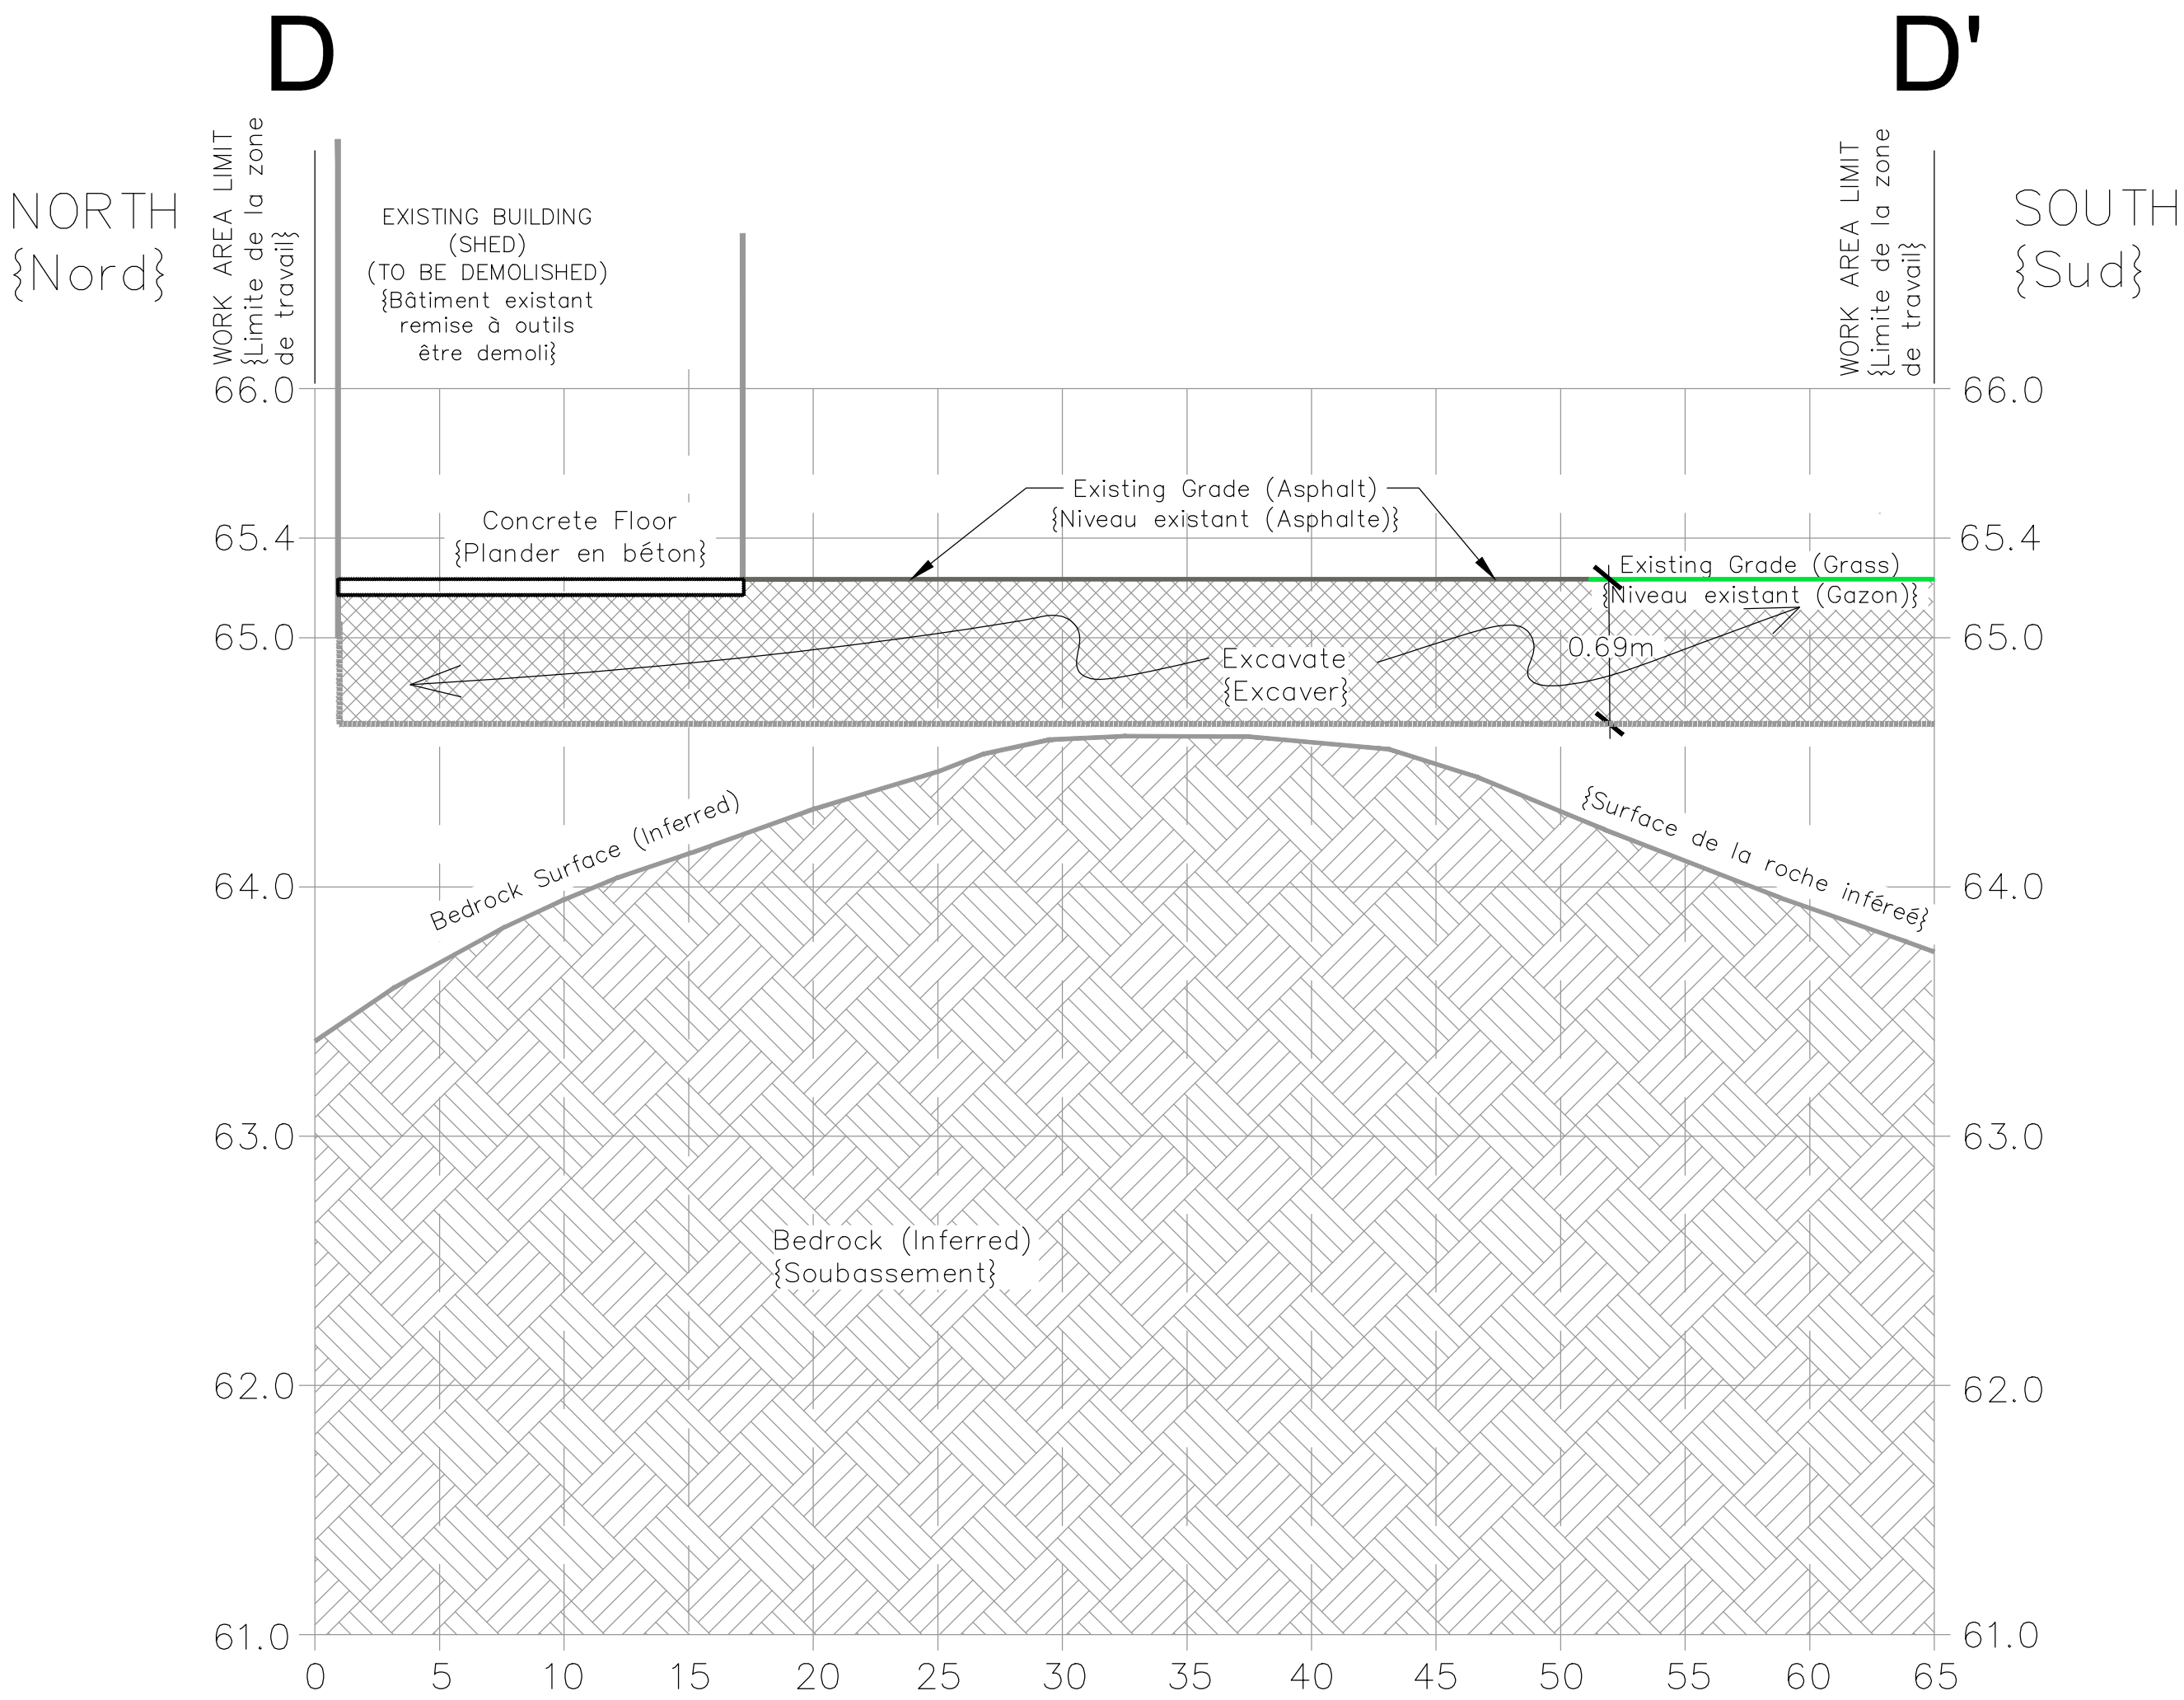 D
D'
NORTH
{Nord}
WORK AREA LIMIT
{Limite de la zone
de travail}
EXISTING BUILDING
(SHED)
(TO BE DEMOLISHED)
{Bâtiment existant
remise à outils
être demoli}
WORK AREA LIMIT
{Limite de la zone
de travail}
SOUTH
{Sud}
66.0
66.0
Existing Grade (Asphalt)
{Niveau existant (Asphalte)}
Concrete Floor
{Plander en béton}
65.4
65.4
Existing Grade (Grass)
{Niveau existant (Gazon)}
65.0
65.0
0.69m
Excavate
{Excaver}
Bedrock Surface (Inferred)
{Surface de la roche inféreé}
64.0
64.0
63.0
63.0
Bedrock (Inferred)
{Soubassement}
62.0
62.0
61.0
61.0
0 5 10 15 20 25 30 35 40 45 50 55 60 65